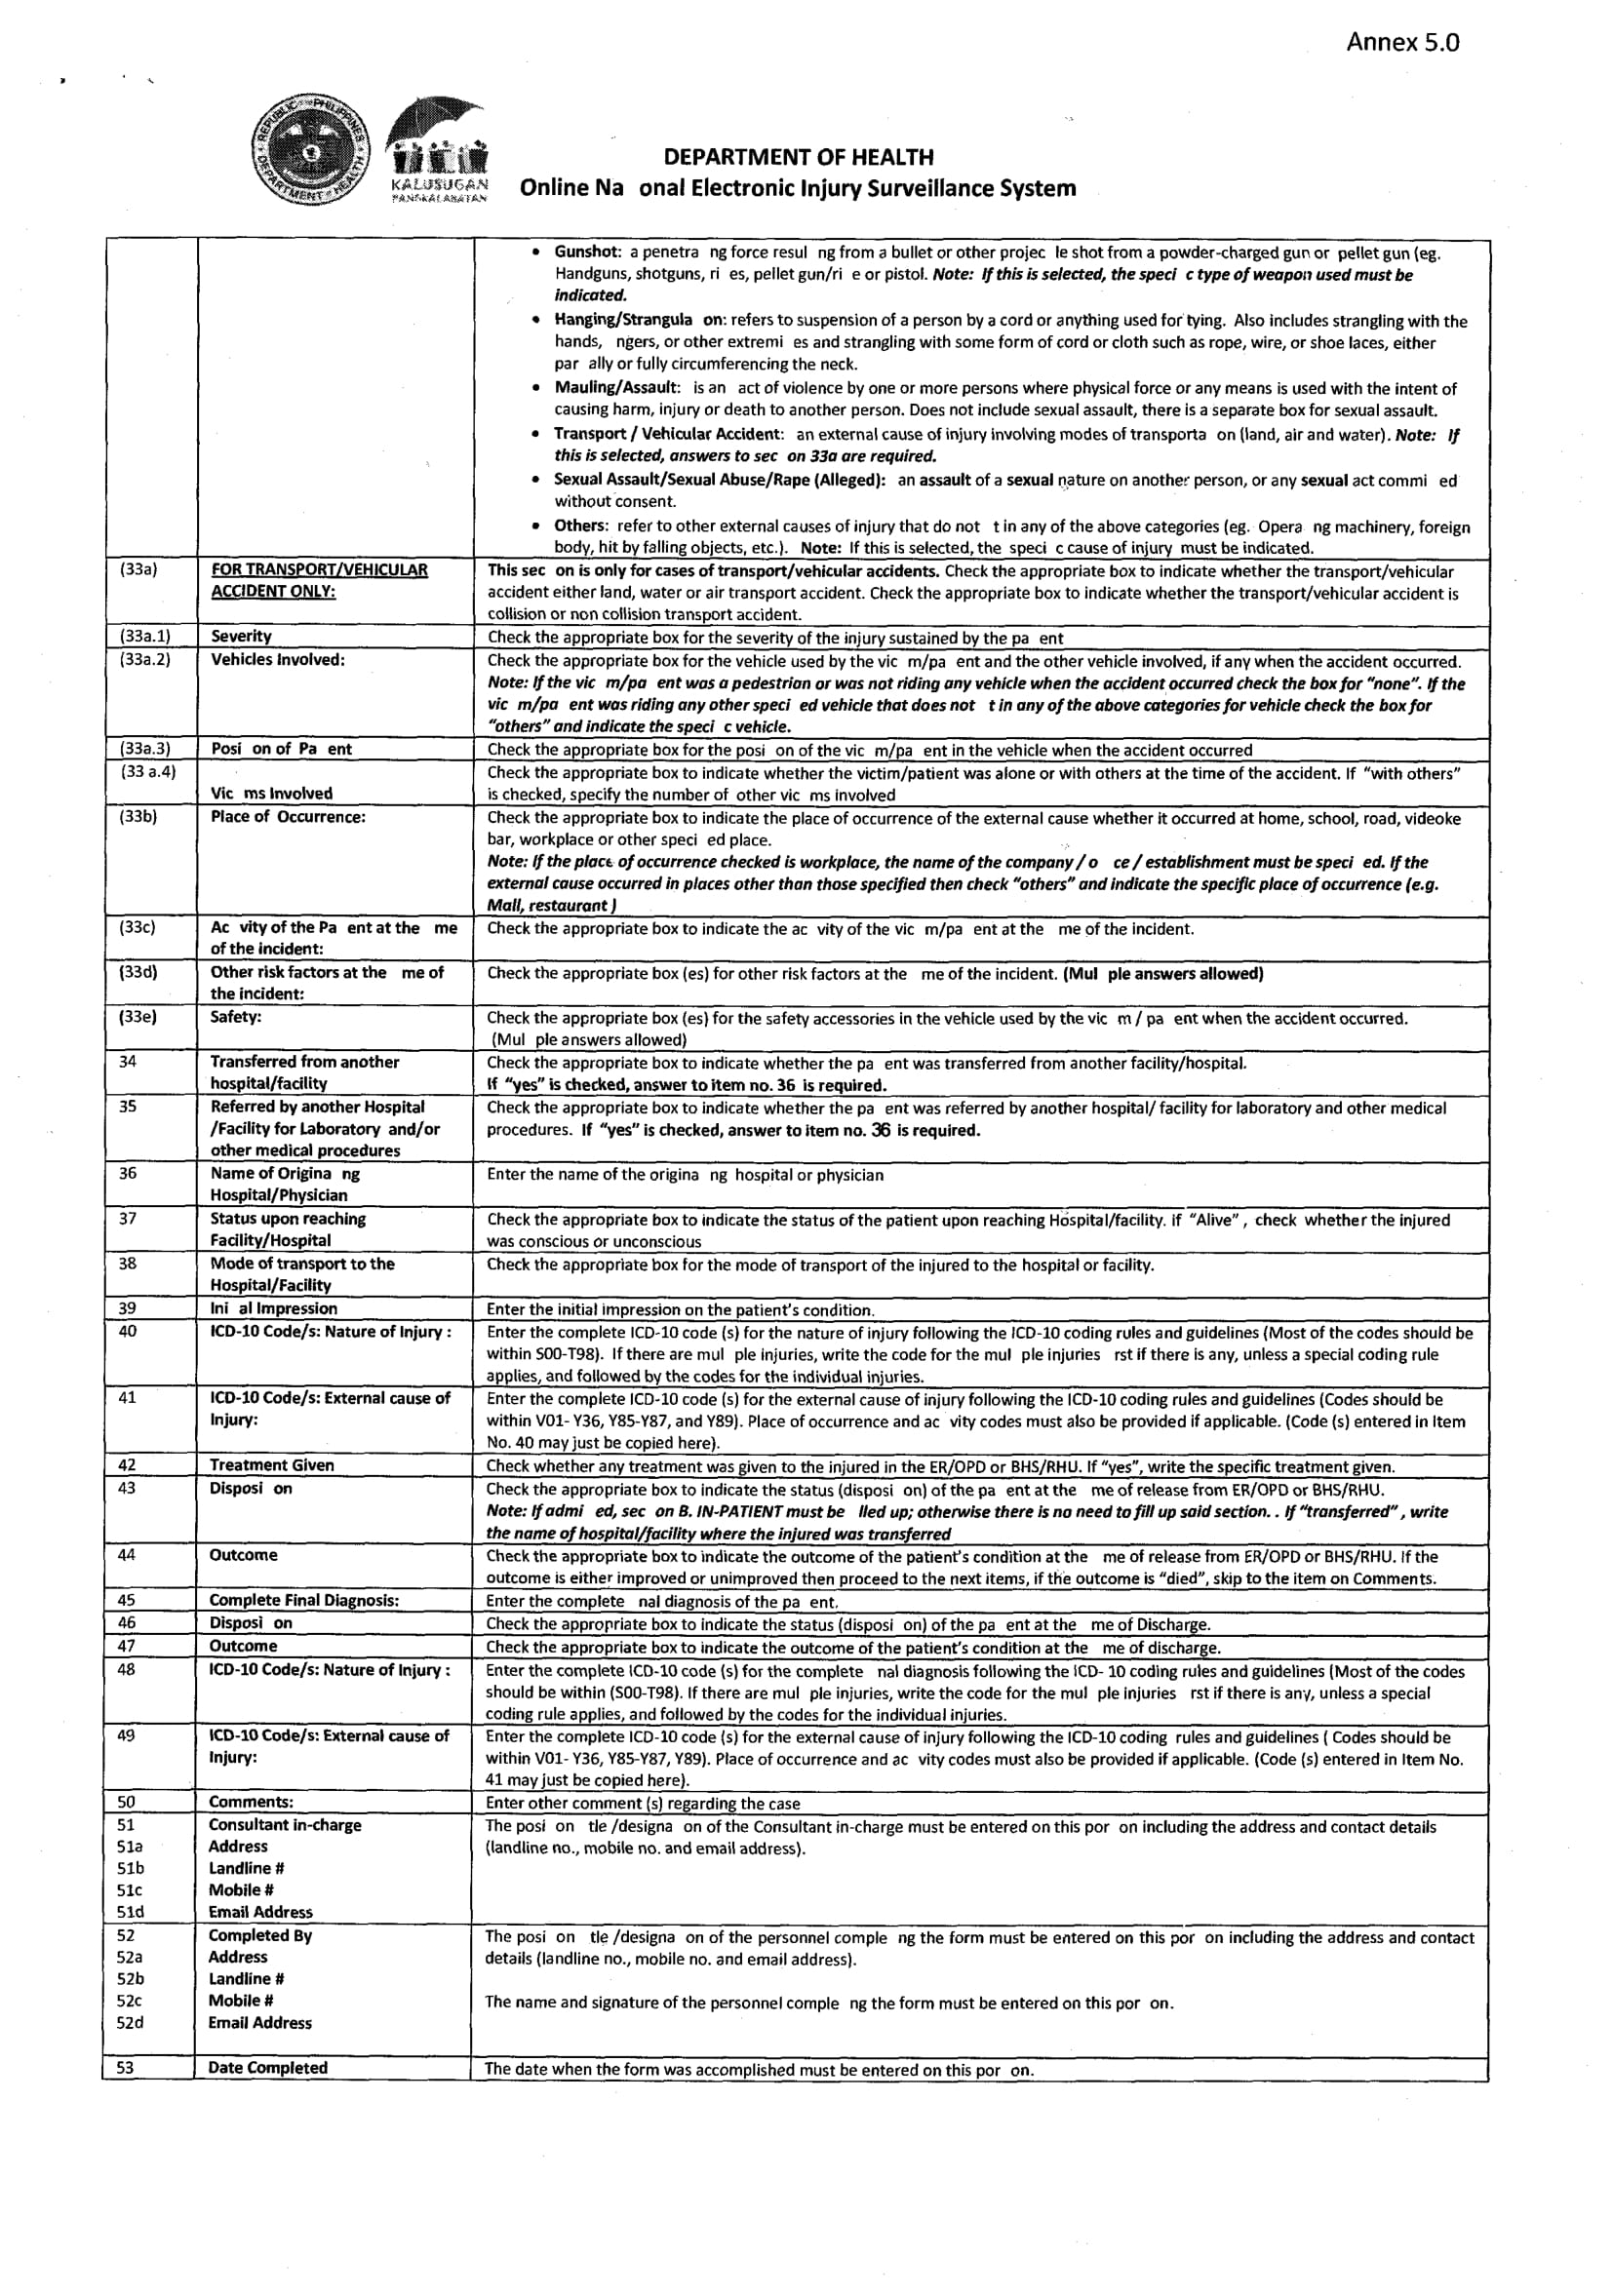 Annex 5.0
REPUBLIC PHILIPPINES
DEPARTMENT HEALTH
KALUSUGAN
PANGKALAHATAN
DEPARTMENT OF HEALTH
Online Na onal Electronic Injury Surveillance System
• Gunshot: a penetra ng force resul ng from a bullet or other projec le shot from a powder-charged gun or pellet gun (eg.
Handguns, shotguns, ri es, pellet gun/ri e or pistol. Note: If this is selected, the speci c type of weapon used must be
indicated.
• Hanging/Strangula on: refers to suspension of a person by a cord or anything used for tying. Also includes strangling with the
hands, ngers, or other extremi es and strangling with some form of cord or cloth such as rope, wire, or shoe laces, either
par ally or fully circumferencing the neck.
• Mauling/Assault: is an act of violence by one or more persons where physical force or any means is used with the intent of
causing harm, injury or death to another person. Does not include sexual assault, there is a separate box for sexual assault.
• Transport / Vehicular Accident: an external cause of injury involving modes of transporta on (land, air and water). Note: If
this is selected, answers to sec on 33a are required.
• Sexual Assault/Sexual Abuse/Rape (Alleged): an assault of a sexual nature on another person, or any sexual act commi ed
without consent.
• Others: refer to other external causes of injury that do not t in any of the above categories (eg. Opera ng machinery, foreign
body, hit by falling objects, etc.). Note: If this is selected, the speci c cause of injury must be indicated.
(33a) FOR TRANSPORT/VEHICULAR This sec on is only for cases of transport/vehicular accidents. Check the appropriate box to indicate whether the transport/vehicular
ACCIDENT ONLY: accident either land, water or air transport accident. Check the appropriate box to indicate whether the transport/vehicular accident is
collision or non collision transport accident.
(33a.1) Severity Check the appropriate box for the severity of the injury sustained by the pa ent
(33a.2) Vehicles Involved: Check the appropriate box for the vehicle used by the vic m/pa ent and the other vehicle involved, if any when the accident occurred.
Note: If the vic m/pa ent was a pedestrian or was not riding any vehicle when the accident occurred check the box for "none". If the
vic m/pa ent was riding any other speci ed vehicle that does not t in any of the above categories for vehicle check the box for
"others" and indicate the speci c vehicle.
(33a.3) Posi on of Pa ent Check the appropriate box for the posi on of the vic m/pa ent in the vehicle when the accident occurred
(33 a.4) Check the appropriate box to indicate whether the victim/patient was alone or with others at the time of the accident. If "with others"
Vic ms Involved is checked, specify the number of other vic ms involved
(33b) Place of Occurrence: Check the appropriate box to indicate the place of occurrence of the external cause whether it occurred at home, school, road, videoke
bar, workplace or other speci ed place.
Note: If the place of occurrence checked is workplace, the name of the company / o ce / establishment must be speci ed. If the
external cause occurred in places other than those specified then check "others" and indicate the specific place of occurrence (e.g.
Mall, restaurant )
(33c) Ac vity of the Pa ent at the me Check the appropriate box to indicate the ac vity of the vic m/pa ent at the me of the incident.
of the incident:
(33d) Other risk factors at the me of Check the appropriate box (es) for other risk factors at the me of the incident. (Mul ple answers allowed)
the incident:
(33e) Safety: Check the appropriate box (es) for the safety accessories in the vehicle used by the vic m / pa ent when the accident occurred.
(Mul ple answers allowed)
34 Transferred from another Check the appropriate box to indicate whether the pa ent was transferred from another facility/hospital.
hospital/facility If "yes" is checked, answer to item no. 36 is required.
35 Referred by another Hospital Check the appropriate box to indicate whether the pa ent was referred by another hospital/ facility for laboratory and other medical
/Facility for Laboratory and/or procedures. If "yes" is checked, answer to item no. 36 is required.
other medical procedures
36 Name of Origina ng Enter the name of the origina ng hospital or physician
Hospital/Physician
37 Status upon reaching Check the appropriate box to indicate the status of the patient upon reaching Hospital/facility. if "Alive" , check whether the injured
Facility/Hospital was conscious or unconscious
38 Mode of transport to the Check the appropriate box for the mode of transport of the injured to the hospital or facility.
Hospital/Facility
39 Ini al Impression Enter the initial impression on the patient's condition.
40 ICD-10 Code/s: Nature of Injury : Enter the complete ICD-10 code (s) for the nature of injury following the ICD-10 coding rules and guidelines (Most of the codes should be
within S00-T98). If there are mul ple injuries, write the code for the mul ple injuries rst if there is any, unless a special coding rule
applies, and followed by the codes for the individual injuries.
41 ICD-10 Code/s: External cause of Enter the complete ICD-10 code (s) for the external cause of injury following the ICD-10 coding rules and guidelines (Codes should be
Injury: within V01- Y36, Y85-Y87, and Y89). Place of occurrence and ac vity codes must also be provided if applicable. (Code (s) entered in Item
No. 40 may just be copied here).
42 Treatment Given Check whether any treatment was given to the injured in the ER/OPD or BHS/RHU. If "yes", write the specific treatment given.
43 Disposi on Check the appropriate box to indicate the status (disposi on) of the pa ent at the me of release from ER/OPD or BHS/RHU.
Note: If admi ed, sec on B. IN-PATIENT must be lled up; otherwise there is no need to fill up said section. . If "transferred" , write
the name of hospital/facility where the injured was transferred
44 Outcome Check the appropriate box to indicate the outcome of the patient's condition at the me of release from ER/OPD or BHS/RHU. If the
outcome is either improved or unimproved then proceed to the next items, if the outcome is "died", skip to the item on Comments.
45 Complete Final Diagnosis: Enter the complete nal diagnosis of the pa ent.
46 Disposi on Check the appropriate box to indicate the status (disposi on) of the pa ent at the me of Discharge.
47 Outcome Check the appropriate box to indicate the outcome of the patient's condition at the me of discharge.
48 ICD-10 Code/s: Nature of Injury : Enter the complete ICD-10 code (s) for the complete nal diagnosis following the ICD- 10 coding rules and guidelines (Most of the codes
should be within (S00-T98). If there are mul ple injuries, write the code for the mul ple injuries rst if there is any, unless a special
coding rule applies, and followed by the codes for the individual injuries.
49 ICD-10 Code/s: External cause of Enter the complete ICD-10 code (s) for the external cause of injury following the ICD-10 coding rules and guidelines ( Codes should be
Injury: within V01- Y36, Y85-Y87, Y89). Place of occurrence and ac vity codes must also be provided if applicable. (Code (s) entered in Item No.
41 may just be copied here).
50 Comments: Enter other comment (s) regarding the case
51 Consultant in-charge The posi on tle /designa on of the Consultant in-charge must be entered on this por on including the address and contact details
51a Address (landline no., mobile no. and email address).
51b Landline #
51c Mobile #
51d Email Address
52 Completed By The posi on tle /designa on of the personnel comple ng the form must be entered on this por on including the address and contact
52a Address details (landline no., mobile no. and email address).
52b Landline #
52c Mobile # The name and signature of the personnel comple ng the form must be entered on this por on.
52d Email Address
53 Date Completed The date when the form was accomplished must be entered on this por on.